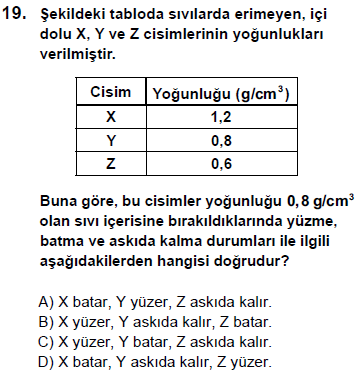 19. Şekildeki tabloda sıvılarda erimeyen, içi
dolu X, Y ve Z cisimlerinin yoğunlukları
verilmiştir.
Cisim Yoğunluğu (g/cm³)
X 1,2
Y 0,8
Z 0,6
Buna göre, bu cisimler yoğunluğu 0,8 g/cm³
olan sıvı içerisine bırakıldıklarında yüzme,
batma ve askıda kalma durumları ile ilgili
aşağıdakilerden hangisi doğrudur?
A) X batar, Y yüzer, Z askıda kalır.
B) X yüzer, Y askıda kalır, Z batar.
C) X yüzer, Y batar, Z askıda kalır.
D) X batar, Y askıda kalır, Z yüzer.